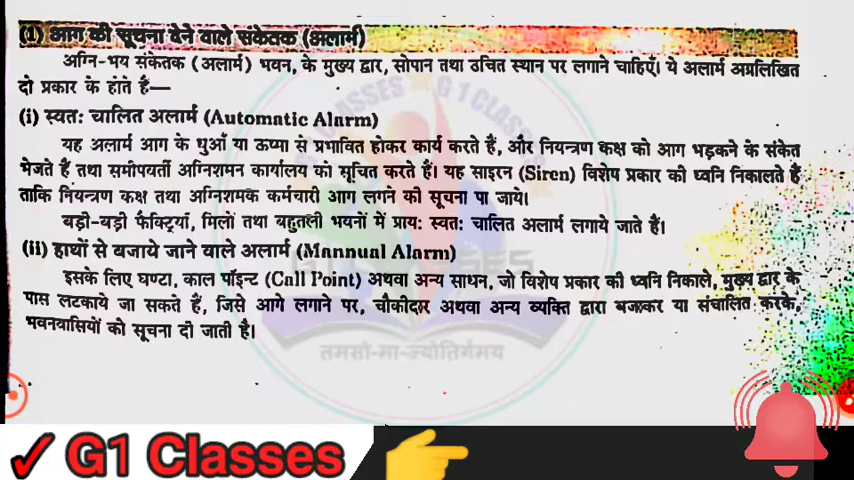 (1) आग की सूचना देने वाले संकेतक (अलार्म)
अग्नि-भय संकेतक (अलार्म) भवन, के मुख्य द्वार, सोपान तथा उचित स्थान पर लगाने चाहिएँ। ये अलार्म अप्रलिखित
दो प्रकार के होते है—
(i) स्वतः चालित अलार्म (Automatic Alarm)
यह अलार्म आग के धुआँ या ऊष्मा से प्रभावित होकर कार्य करते हैं, और नियन्त्रण कक्ष को आग भड़कने के संकेत
भेजते हैं तथा समीपवर्ती अग्निशमन कार्यालय को सूचित करते हैं। यह साइरन (Siren) विशेष प्रकार की ध्वनि निकालते हैं
ताकि नियन्त्रण कक्ष तथा अग्निशमक कर्मचारी आग लगने की सूचना पा जाये।
बड़ी-बड़ी फैक्ट्रियाँ, मिलों तथा बहुतली भवनों में प्रायः स्वतः चालित अलार्म लगाये जाते हैं।
(ii) हाथों से बजाये जाने वाले अलार्म (Mannual Alarm)
इसके लिए घण्टा, काल पॉइन्ट (Call Point) अथवा अन्य साधन, जो विशेष प्रकार की ध्वनि निकाले, मुख्य द्वार के
पास लटकाये जा सकते हैं, जिसे आगे लगाने पर, चौकीदार अथवा अन्य व्यक्ति द्वारा बजाकर या संचालित करके,
भवनवासियों को सूचना दी जाती है।
तमसो-मा-ज्योतिर्गमय
G1 Classes